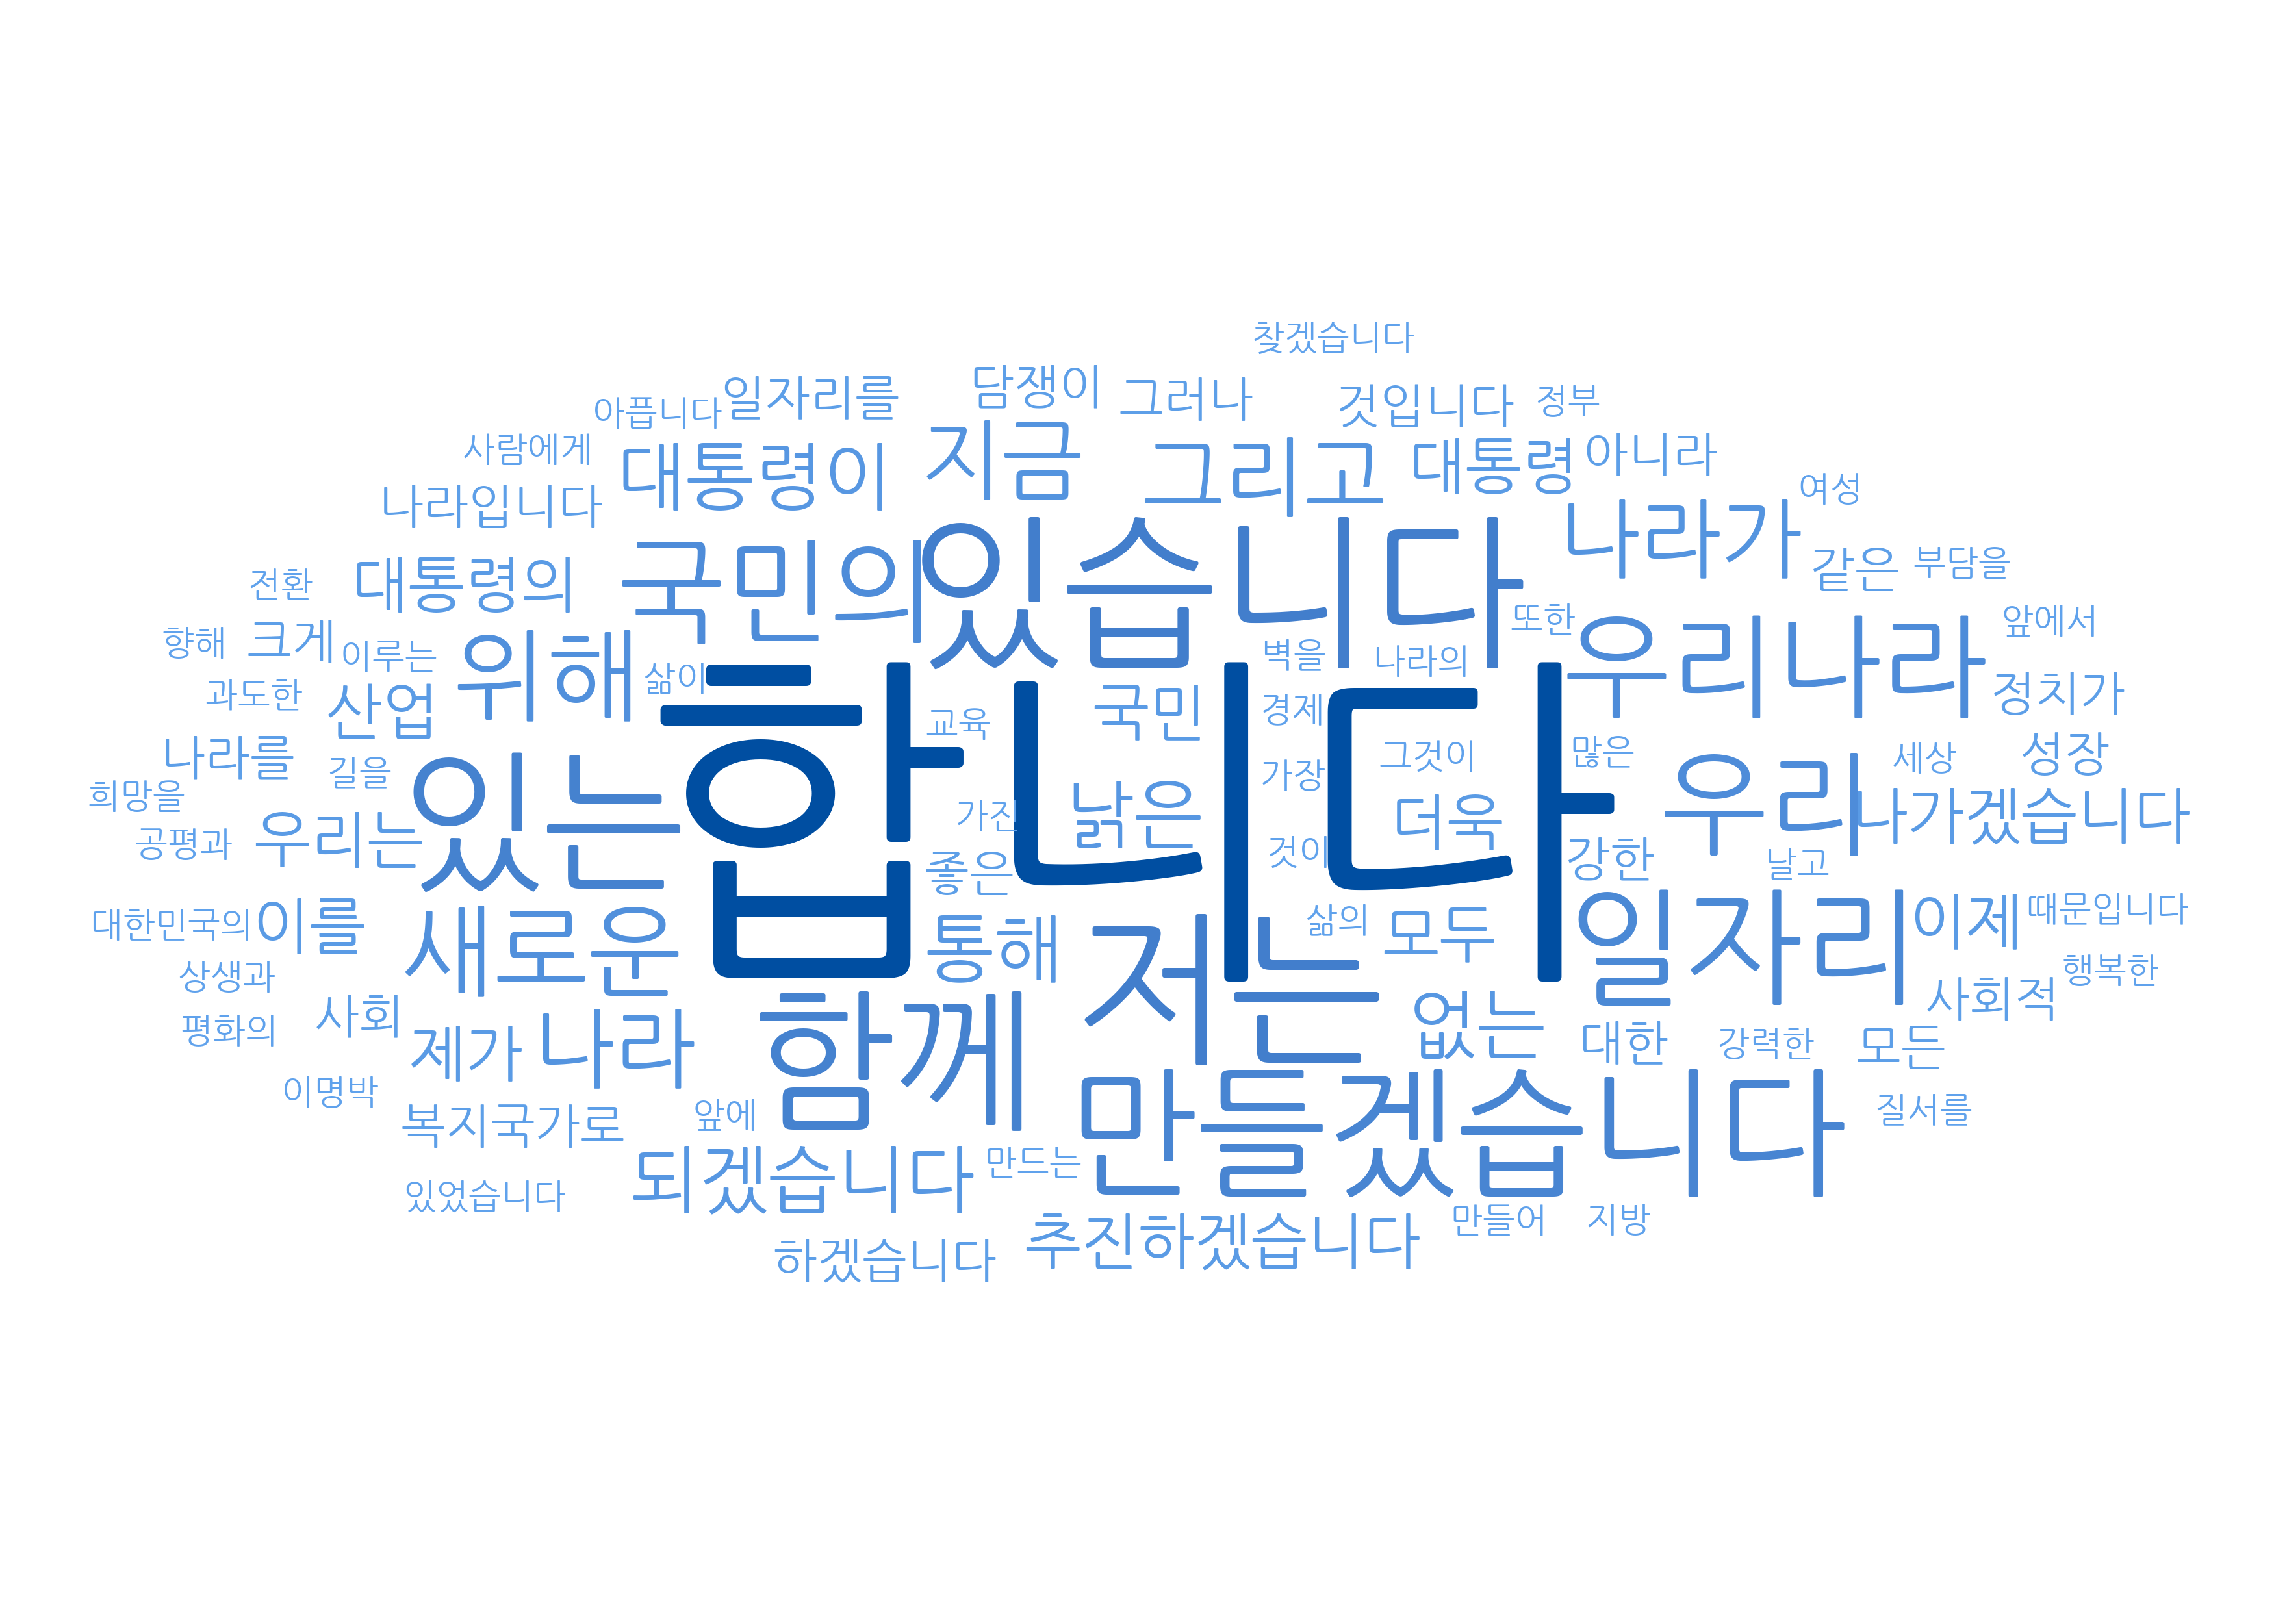 찾겠습니다
아픕니다 일자리를 담쟁이 그러나 것입니다 정부
사람에게 대통령이 지금 그리고 대통령 아니라
나라입니다 나라가 여성
전환 대통령의 국민의 있습니다 같은 부담을
향해 크게 이루는 위해 삶이 벽을 나라의 또한 우리나라 앞에서
과도한 산업 교육 국민 경제 정치가
나라를 길을 있는 합니다 가장 그것이 많은 우리 세상 성장
희망을 가진 낡은 더욱 나가겠습니다
공평과 우리는 좋은 것이 강한 낡고
대한민국의 이를 새로운 통해 저는 삶의 모두 일자리 이제 때문입니다
상생과 사회적 행복한
평화의 사회 제가 나라 함께 없는 대한 강력한 모든
이명박 복지국가로 앞에 만들겠습니다 질서를
있었습니다 되겠습니다 만드는
하겠습니다 추진하겠습니다 만들어 지방